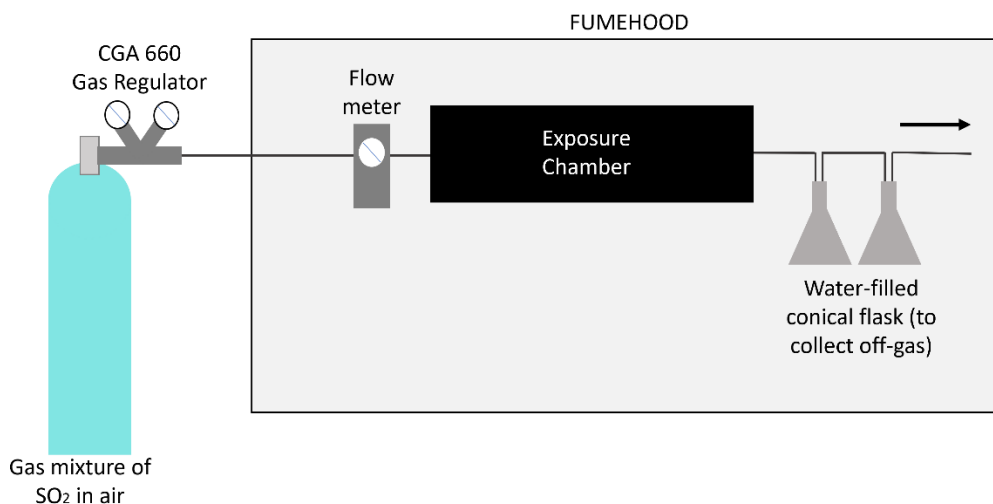 FUMEHOOD
CGA 660
Gas Regulator
Flow
meter
Exposure
Chamber
Water-filled
conical flask (to
collect off-gas)
Gas mixture of
SO₂ in air